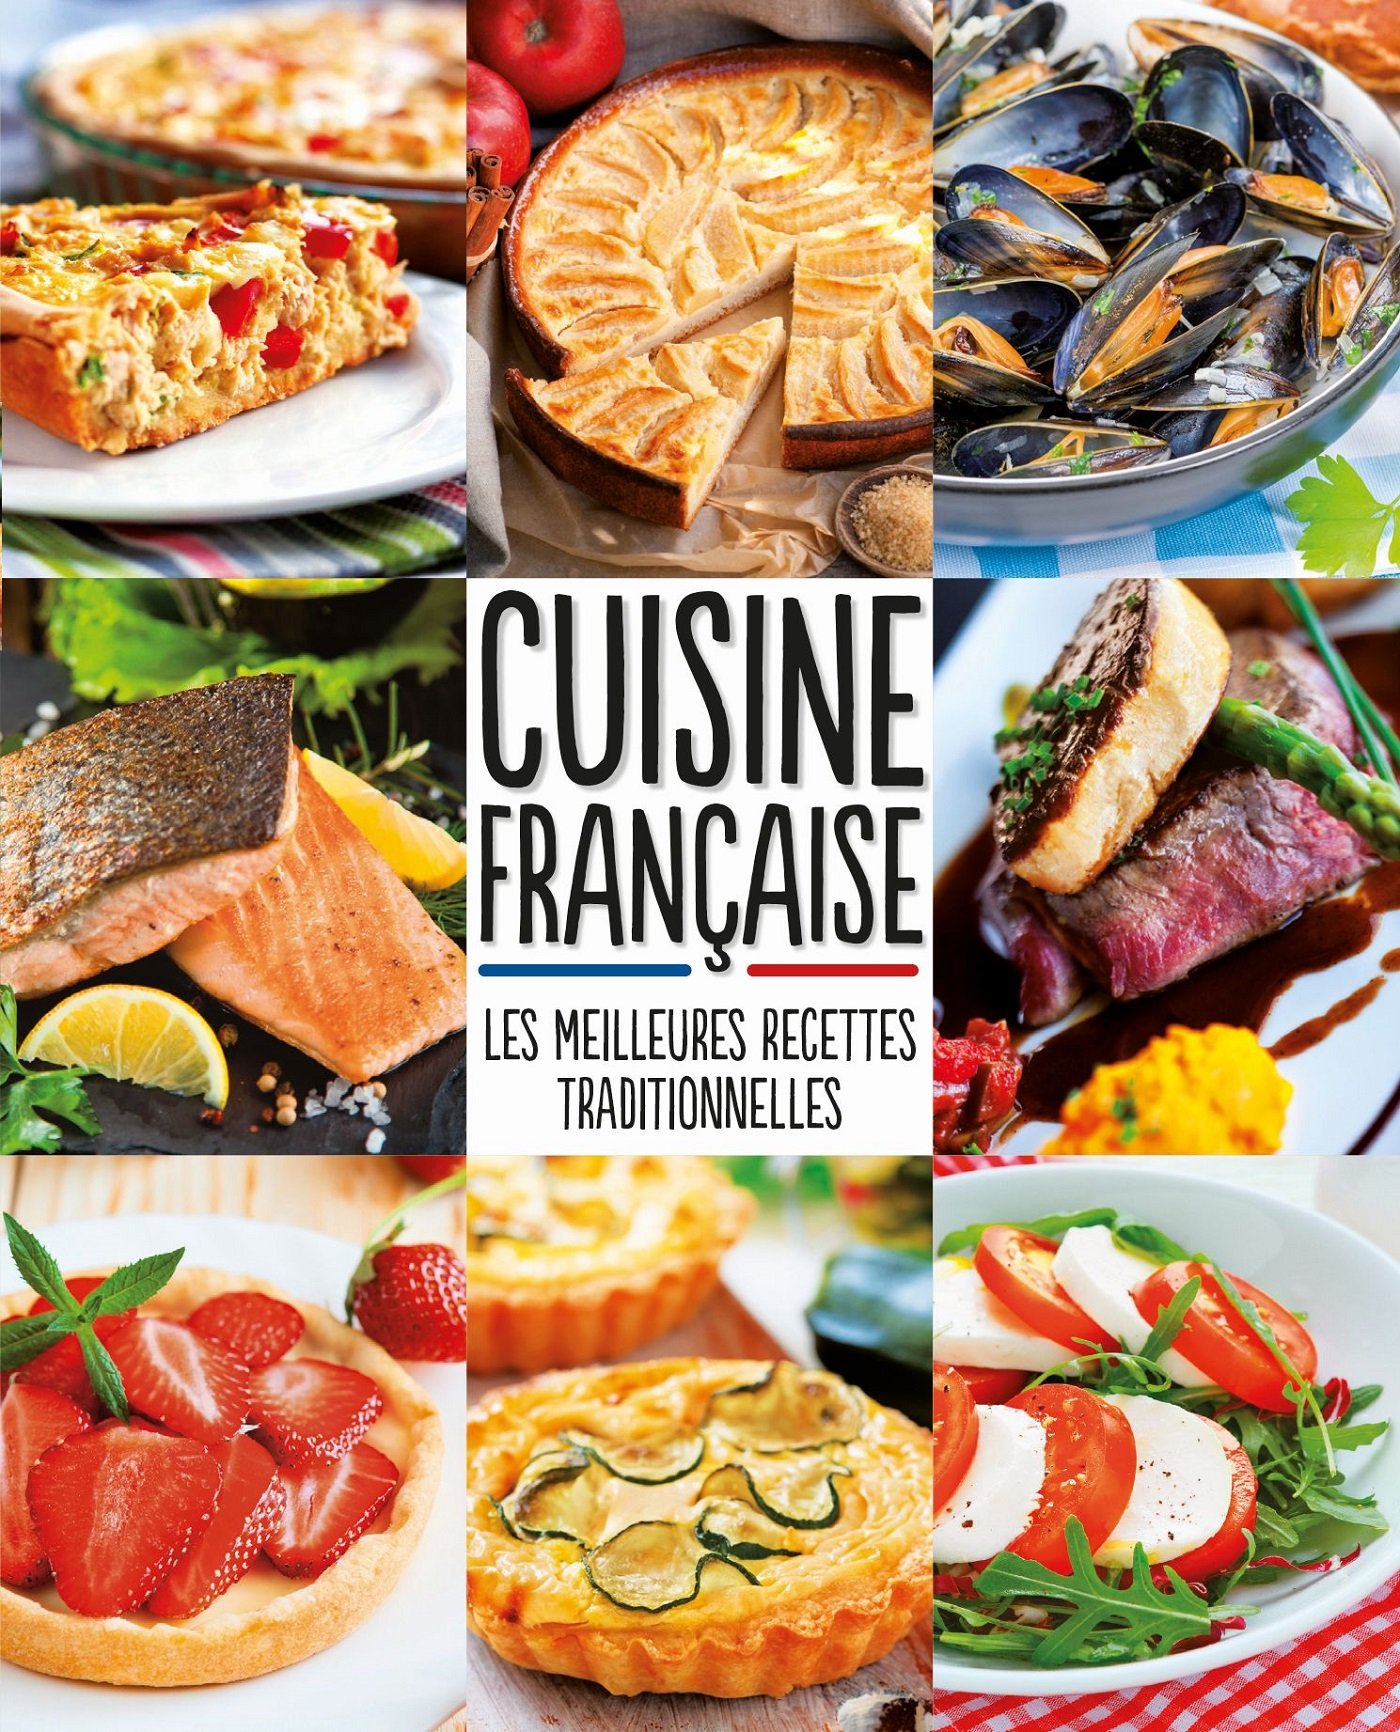 CUISINE
FRANÇAISE
LES MEILLEURES RECETTES
TRADITIONNELLES